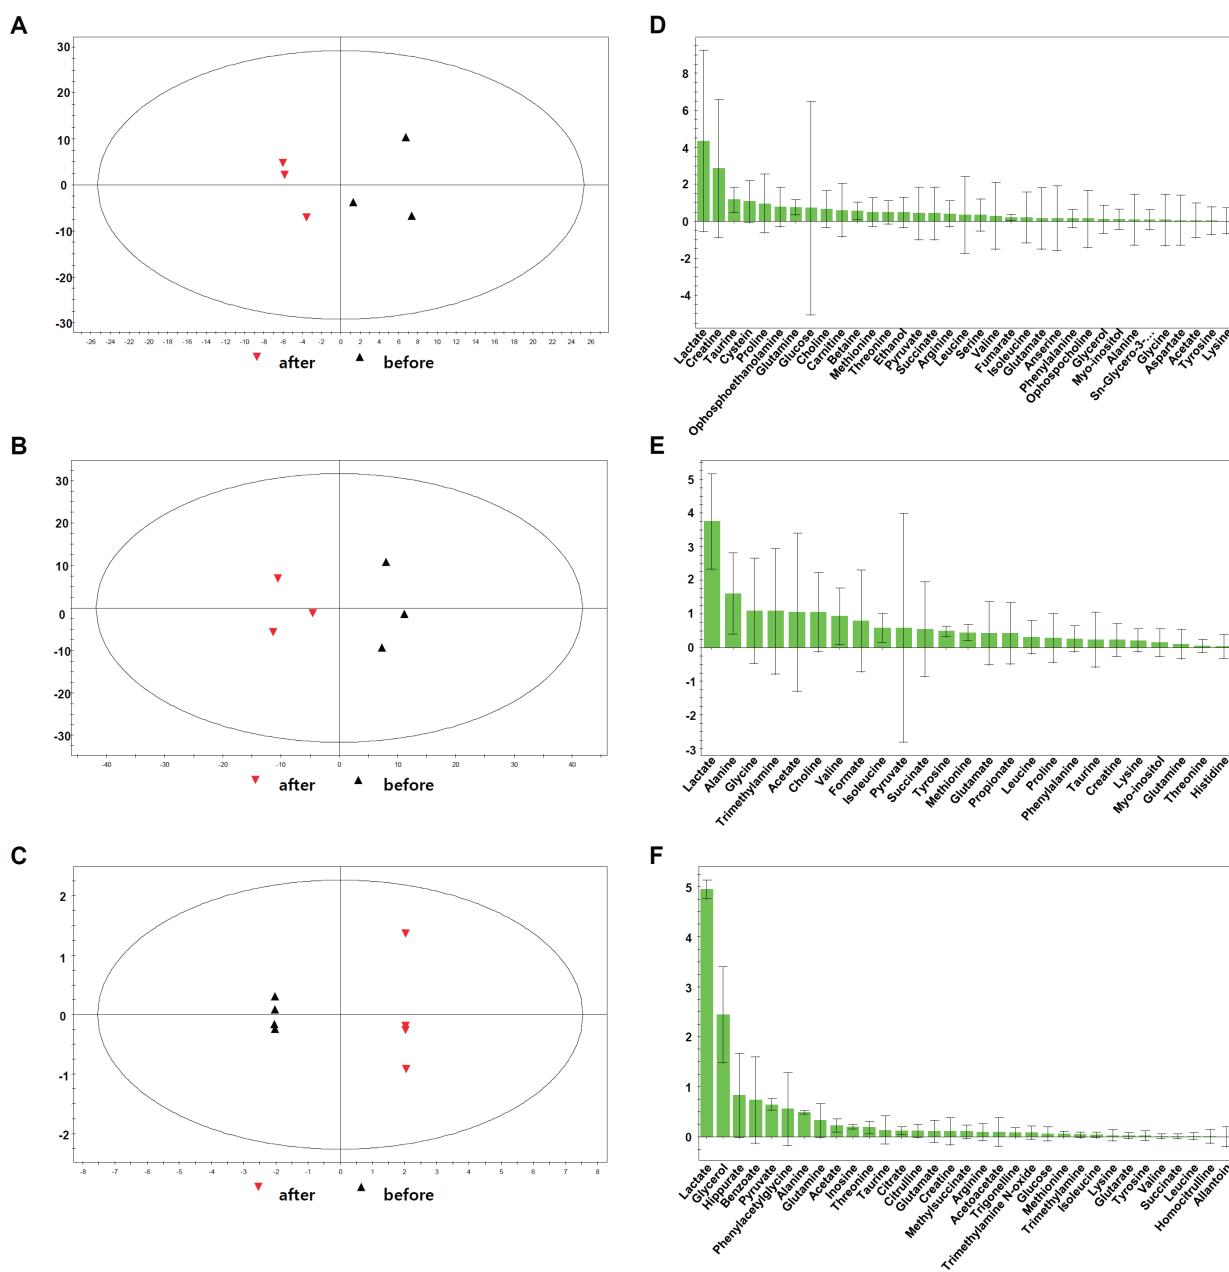 A
30
20
10
0
-10
-20
-30
-26 -24 -22 -20 -18 -16 -14 -12 -10 -8 -6 -4 -2 0 2 4 6 8 10 12 14 16 18 20 22 24 26
after before
D
8
6
4
2
0
-2
-4
Lactate
Creatine
Taurine
Cystein
Proline
Ophosphoethanolamine
Glutamine
Glucose
Choline
Carnitine
Betaine
Methionine
Threonine
Ethanol
Pyruvate
Succinate
Arginine
Leucine
Serine
Valine
Fumarate
Isoleucine
Glutamate
Anserine
Phenylalanine
Ophospocholine
Glycerol
Myo-inositol
Alanine
Sn-Glycero-3-...
Glycine
Aspartate
Acetate
Tyrosine
Lysine
B
30
20
10
0
-10
-20
-30
-40 -30 -20 -10 0 10 20 30 40
after before
E
5
4
3
2
1
0
-1
-2
-3
Lactate
Alanine
Glycine
Trimethylamine
Acetate
Choline
Valine
Formate
Isoleucine
Pyruvate
Succinate
Tyrosine
Methionine
Glutamate
Propionate
Leucine
Proline
Phenylalanine
Taurine
Creatine
Lysine
Myo-inositol
Glutamine
Threonine
Histidine
C
2
1
0
-1
-2
-8 -7 -6 -5 -4 -3 -2 -1 0 1 2 3 4 5 6 7 8
after before
F
5
4
3
2
1
0
Lactate
Glycerol
Hippurate
Benzoate
Pyruvate
Phenylacetylglycine
Alanine
Glutamine
Acetate
Inosine
Threonine
Taurine
Citrate
Citrulline
Glutamate
Creatine
Methylsuccinate
Arginine
Acetoacetate
Trigonelline
Trimethylamine N-oxide
Glucose
Methionine
Trimethylamine
Isoleucine
Lysine
Glutarate
Tyrosine
Valine
Succinate
Leucine
Homocitrulline
Allantoin